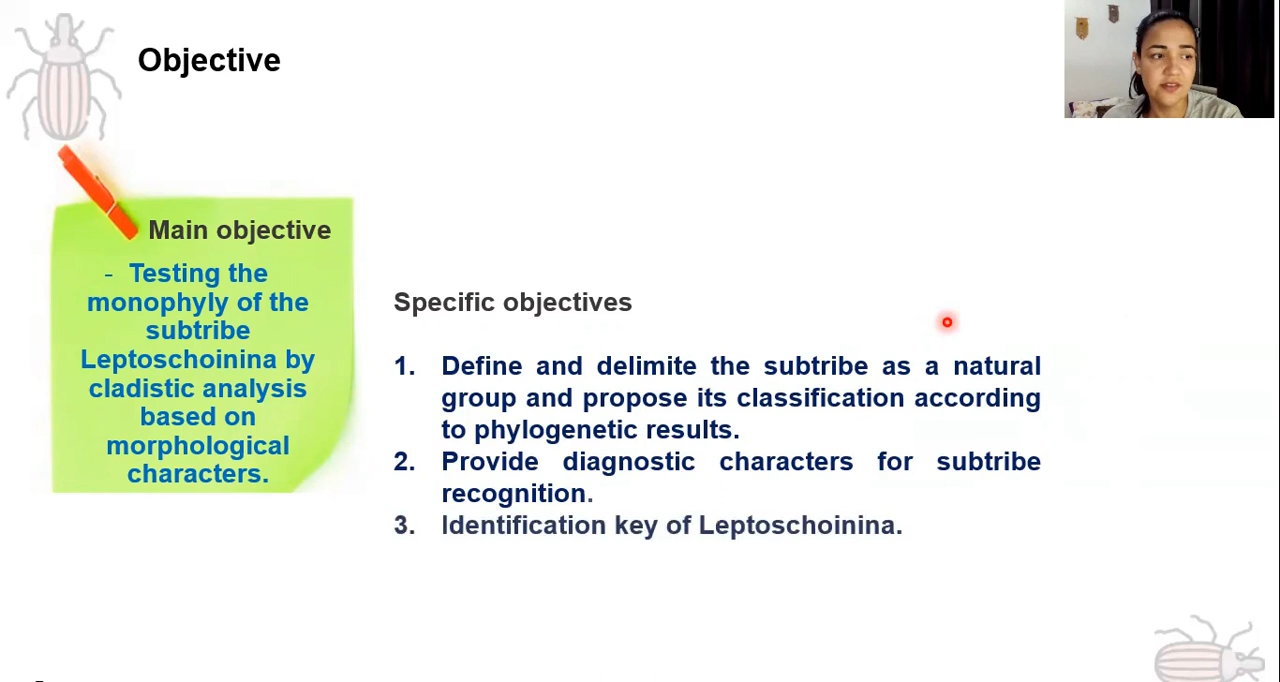 Objective
Main objective
- Testing the
monophyly of the
subtribe
Leptoschoinina by
cladistic analysis
based on
morphological
characters.
Specific objectives
1. Define and delimite the subtribe as a natural
group and propose its classification according
to phylogenetic results.
2. Provide diagnostic characters for subtribe
recognition.
3. Identification key of Leptoschoinina.